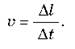 υ = Δl / Δt.